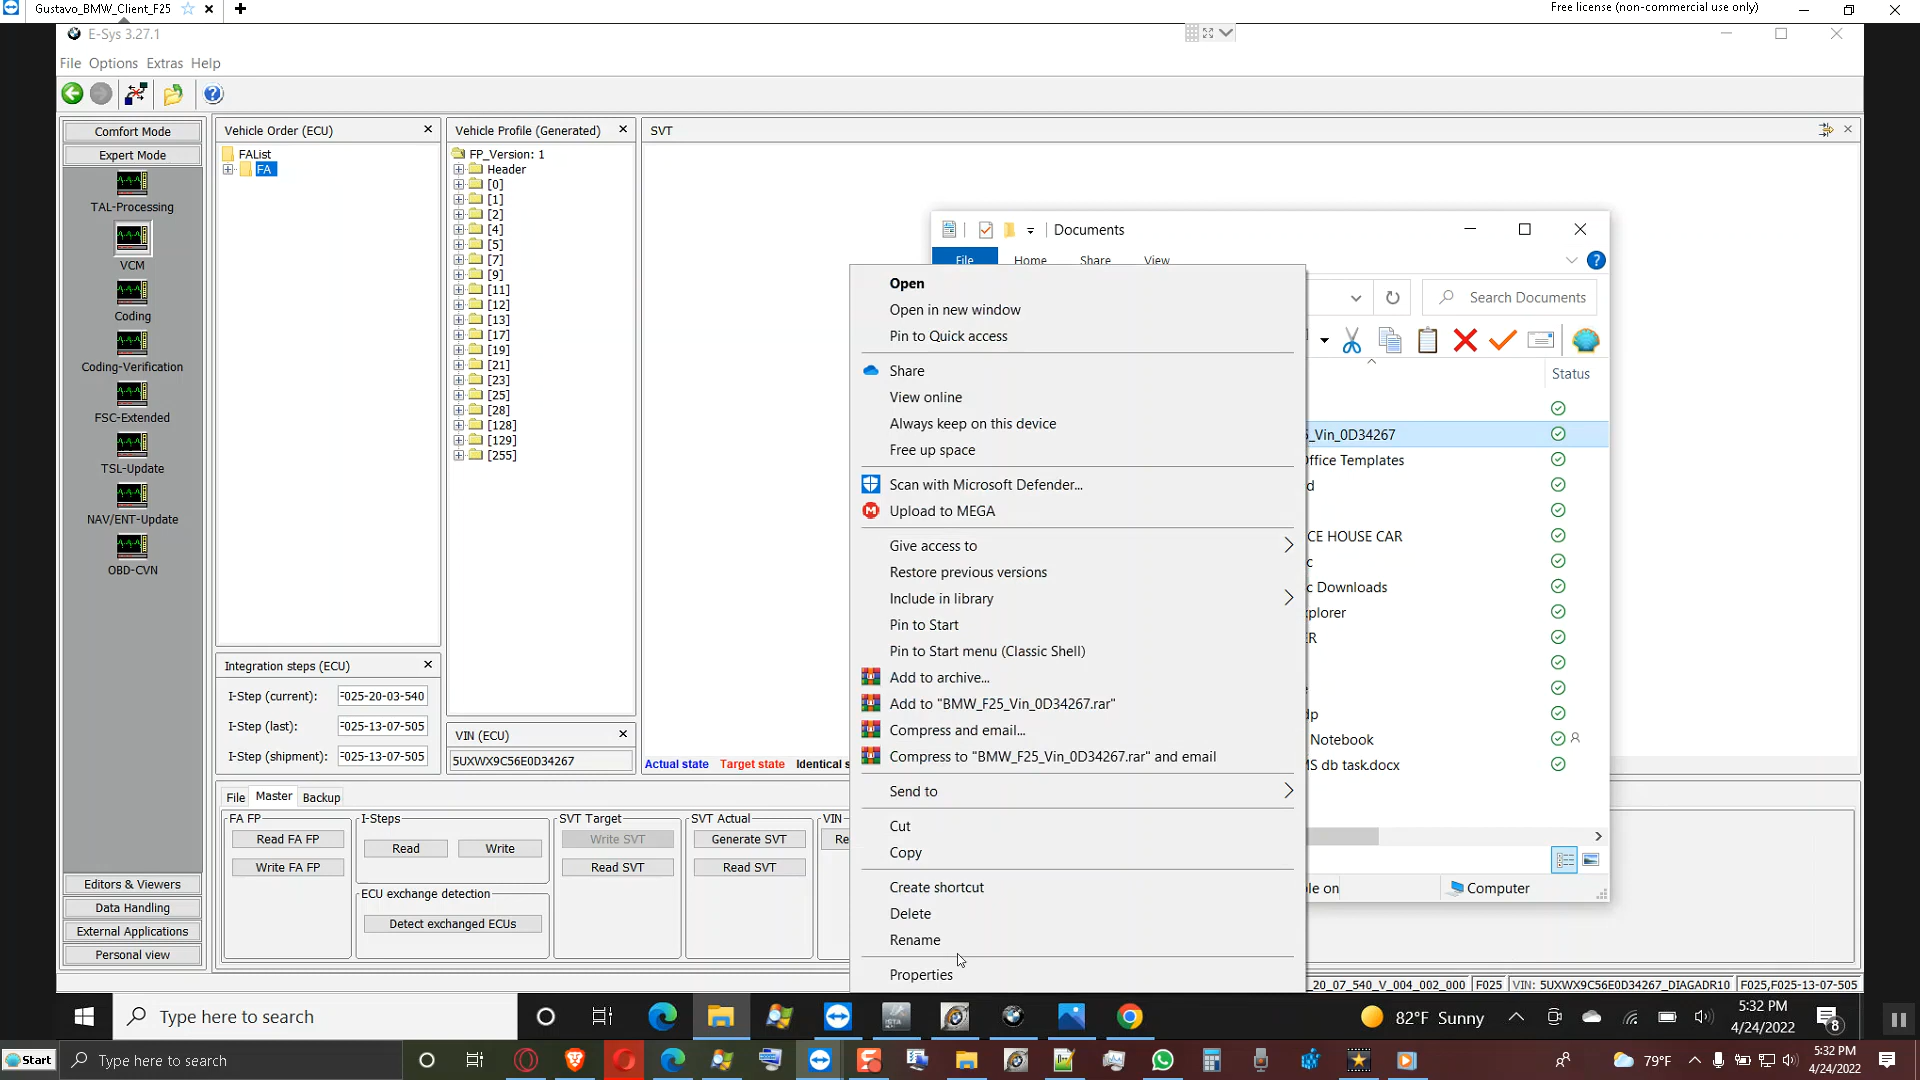 Gustavo_BMW_Client_F25
Free license (non-commercial use only)
E-Sys 3.27.1
File Options Extras Help
Comfort Mode
Expert Mode
TAL-Processing
VCM
Coding
Coding-Verification
FSC-Extended
TSL-Update
NAV/ENT-Update
OBD-CVN
Editors & Viewers
Data Handling
External Applications
Personal view
Vehicle Order (ECU)
FAList
FA
Integration steps (ECU)
I-Step (current): F025-20-03-540
I-Step (last): F025-13-07-505
I-Step (shipment): F025-13-07-505
Vehicle Profile (Generated)
FP_Version: 1
Header
[0]
[1]
[2]
[4]
[5]
[7]
[9]
[11]
[12]
[13]
[17]
[19]
[21]
[23]
[25]
[28]
[128]
[129]
[255]
VIN (ECU)
5UXWX9C56E0D34267
SVT
Actual state Target state Identical s
File Master Backup
FA FP
Read FA FP
Write FA FP
I-Steps
Read Write
ECU exchange detection
Detect exchanged ECUs
SVT Target
Write SVT
Read SVT
SVT Actual
Generate SVT
Read SVT
VIN
Re
Documents
File Home Share View
Search Documents
Status
5_Vin_0D34267
Office Templates
d
CE HOUSE CAR
c
c Downloads
xplorer
ER
e
dp
Notebook
MS db task.docx
ble on
Computer
Open
Open in new window
Pin to Quick access
Share
View online
Always keep on this device
Free up space
Scan with Microsoft Defender...
Upload to MEGA
Give access to
Restore previous versions
Include in library
Pin to Start
Pin to Start menu (Classic Shell)
Add to archive...
Add to "BMW_F25_Vin_0D34267.rar"
Compress and email...
Compress to "BMW_F25_Vin_0D34267.rar" and email
Send to
Cut
Copy
Create shortcut
Delete
Rename
Properties
20_07_540_V_004_002_000 F025 VIN: 5UXWX9C56E0D34267_DIAGADR10 F025,F025-13-07-505
Type here to search
82°F Sunny
5:32 PM
4/24/2022
8
Start
Type here to search
79°F
5:32 PM
4/24/2022